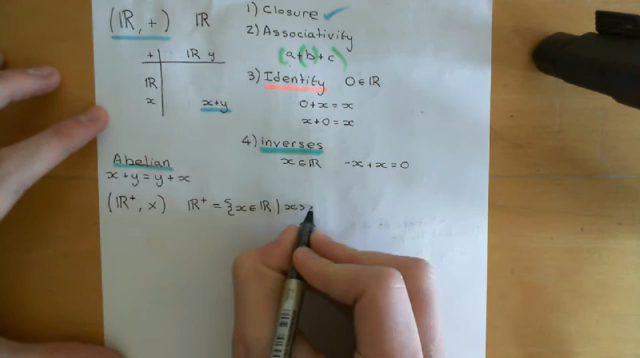 (ℝ, +) ℝ
+ | ℝ y
ℝ
x x+y
1) Closure ✓
2) Associativity
(a+(b)+c)
3) Identity 0∈ℝ
0+x=x
x+0=x
4) inverses
x∈ℝ -x+x=0
Abelian
x+y=y+x
(ℝ⁺, ×) ℝ⁺ = {x∈ℝ | x>